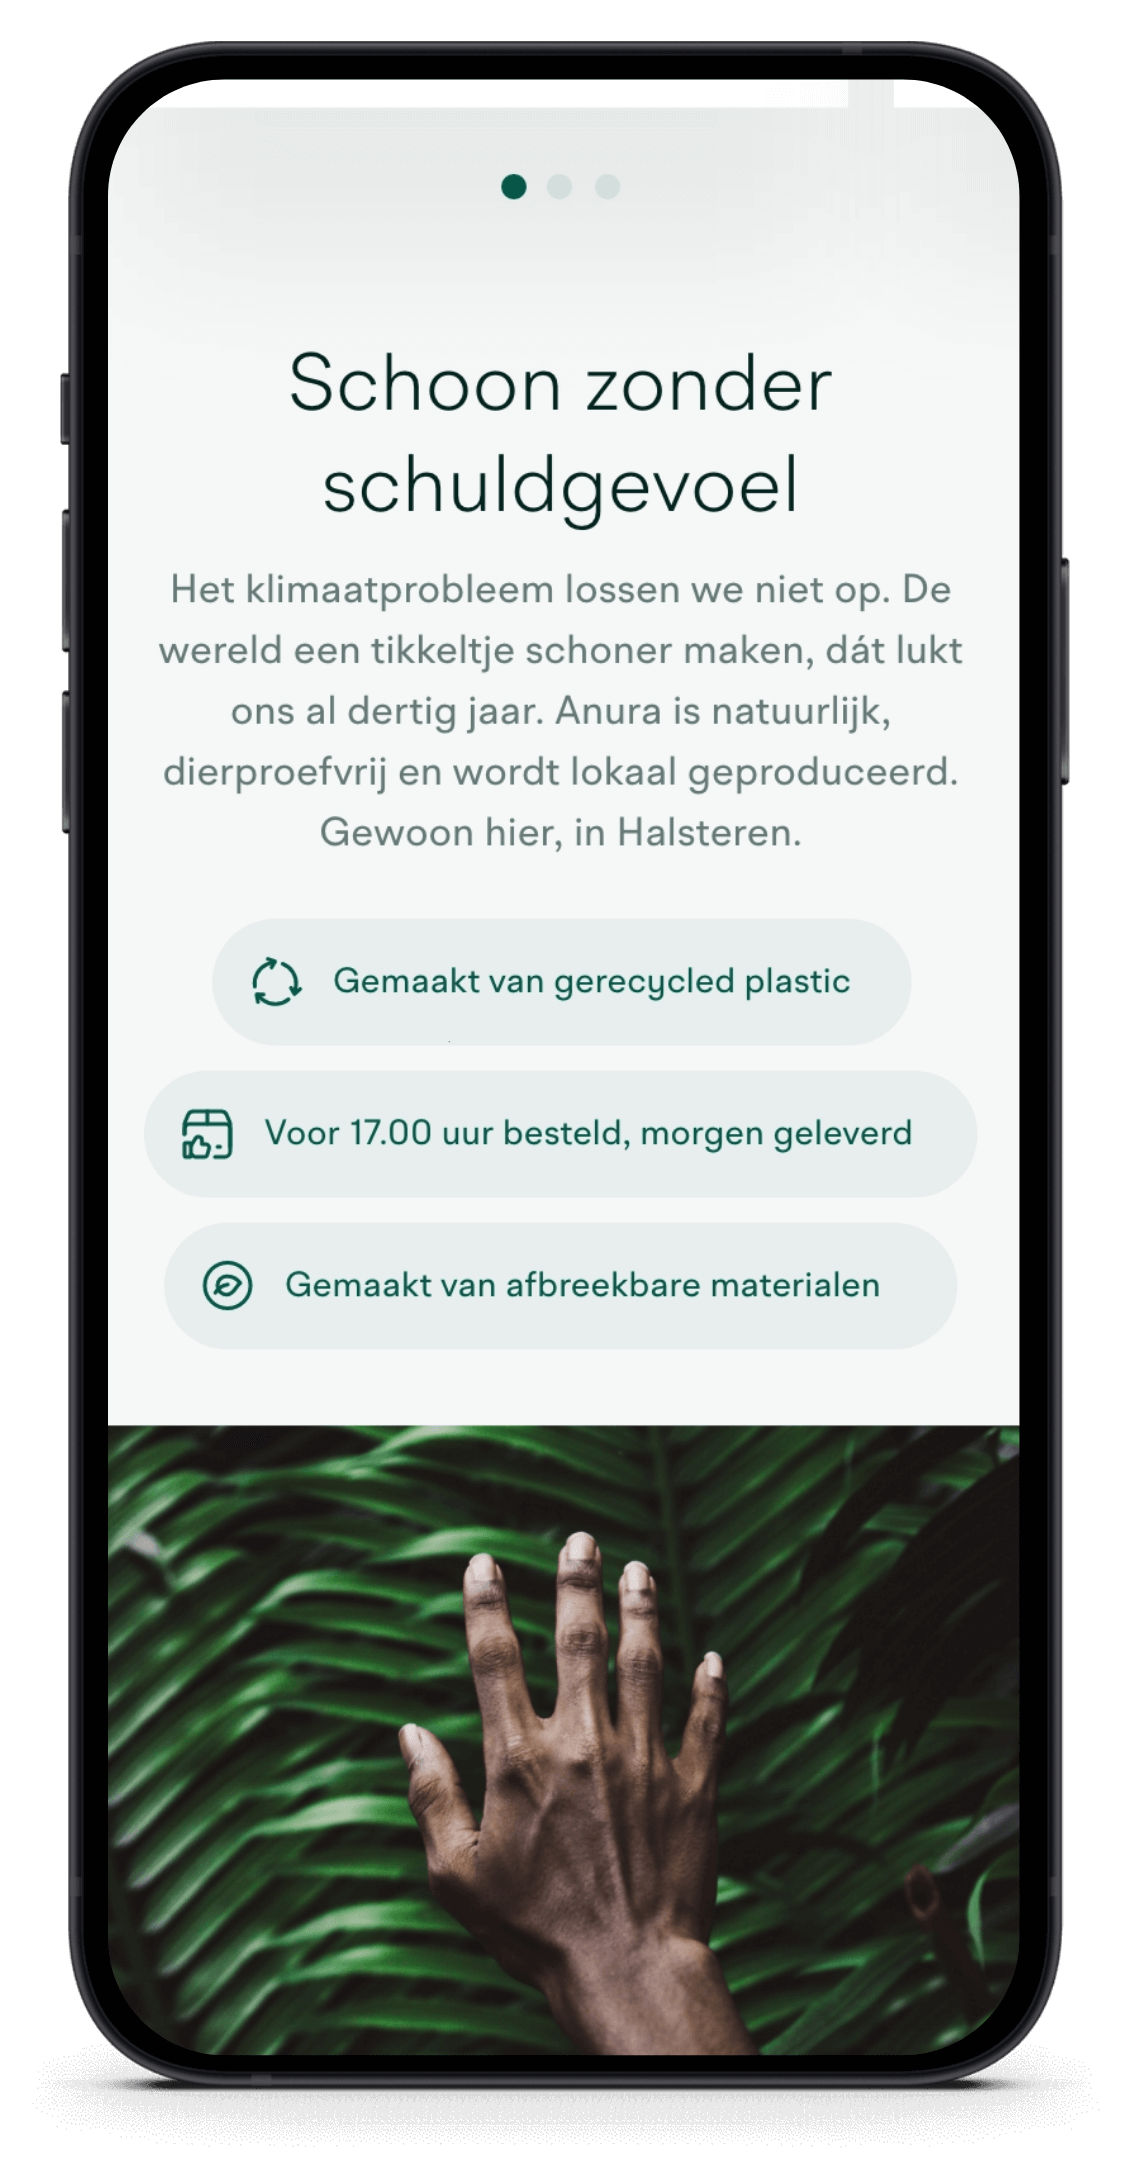 Schoon zonder
schuldgevoel
Het klimaatprobleem lossen we niet op. De
wereld een tikkeltje schoner maken, dát lukt
ons al dertig jaar. Anura is natuurlijk,
dierproefvrij en wordt lokaal geproduceerd.
Gewoon hier, in Halsteren.
Gemaakt van gerecycled plastic
Voor 17.00 uur besteld, morgen geleverd
Gemaakt van afbreekbare materialen